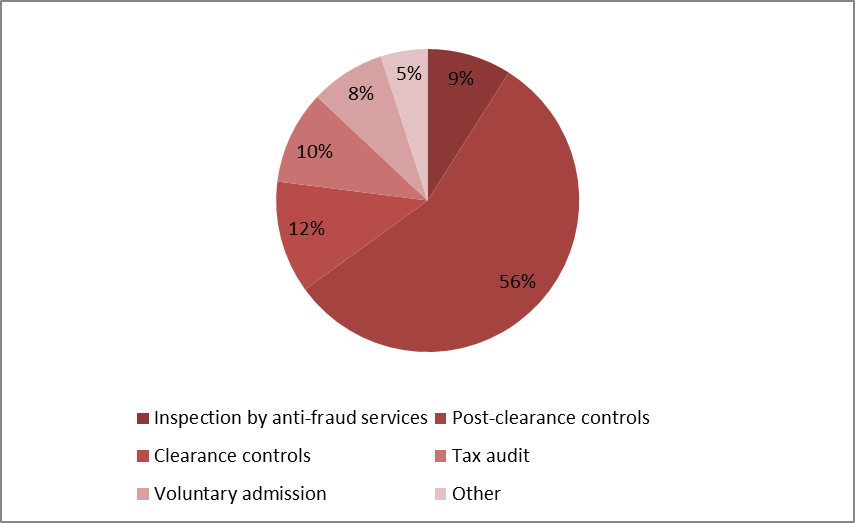 5%
9%
8%
10%
12%
56%
Inspection by anti-fraud services
Post-clearance controls
Clearance controls
Tax audit
Voluntary admission
Other